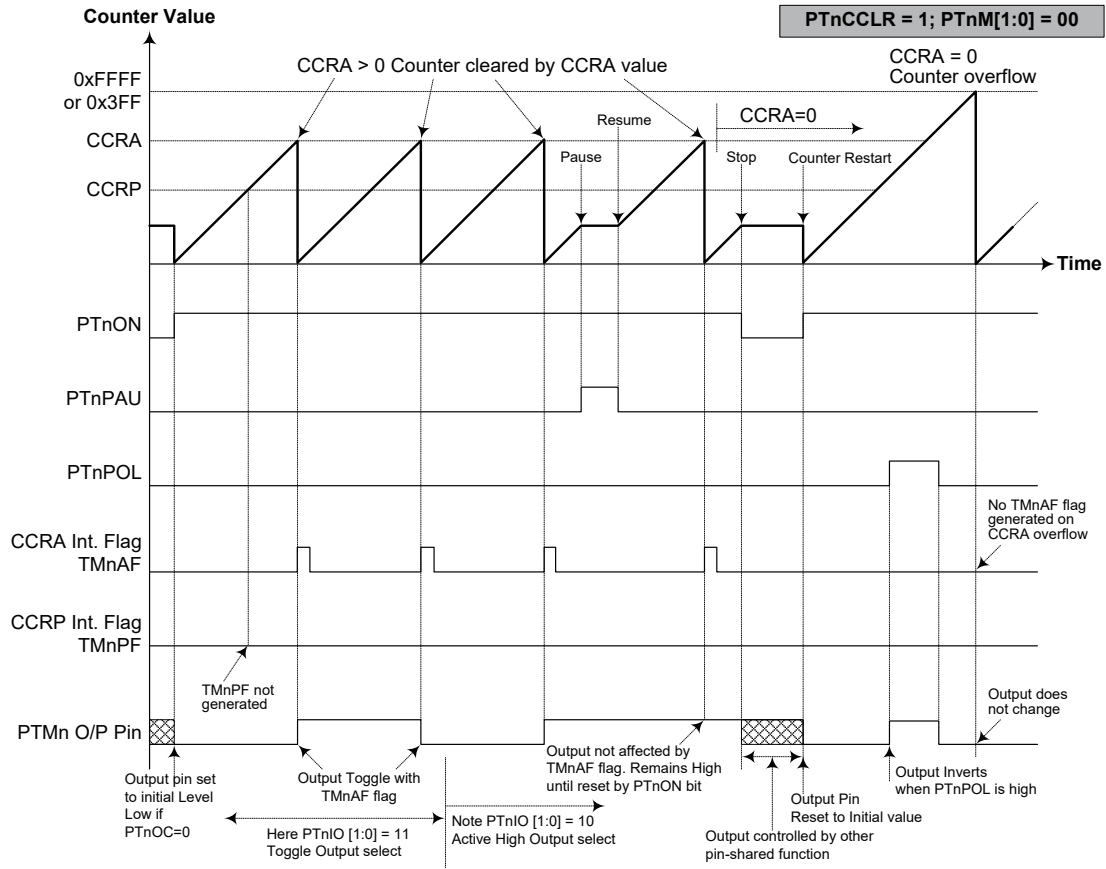 Counter Value
PTnCCLR = 1; PTnM[1:0] = 00
0xFFFF
or 0x3FF
CCRA > 0 Counter cleared by CCRA value
CCRA = 0
Counter overflow
CCRA
Resume
CCRA=0
Pause
Stop
Counter Restart
CCRP
Time
PTnON
PTnPAU
PTnPOL
No TMnAF flag
generated on
CCRA overflow
CCRA Int. Flag
TMnAF
CCRP Int. Flag
TMnPF
TMnPF not
generated
Output does
not change
PTMn O/P Pin
Output pin set
to initial Level
Low if
PTnOC=0
Output Toggle with
TMnAF flag
Output not affected by
TMnAF flag. Remains High
until reset by PTnON bit
Output Inverts
when PTnPOL is high
Output Pin
Reset to Initial value
Here PTnIO [1:0] = 11
Toggle Output select
Note PTnIO [1:0] = 10
Active High Output select
Output controlled by other
pin-shared function